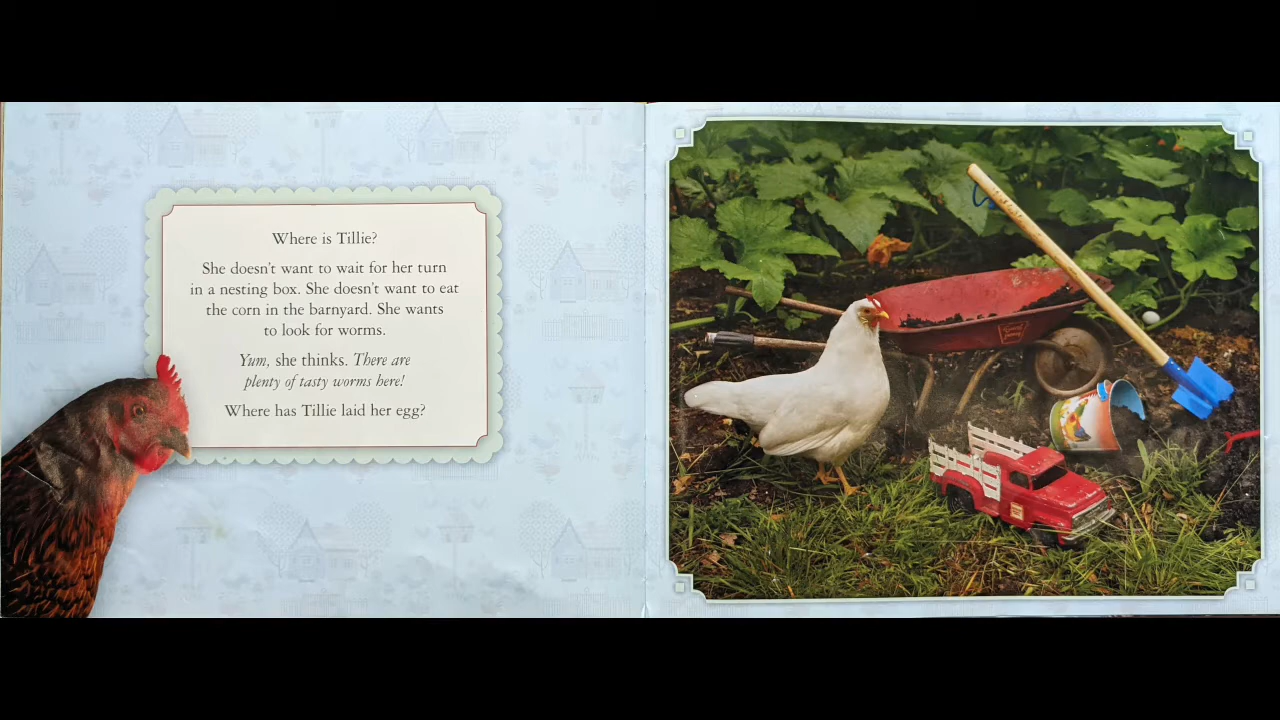 Where is Tillie?
She doesn't want to wait for her turn
in a nesting box. She doesn't want to eat
the corn in the barnyard. She wants
to look for worms.
Yum, she thinks. There are
plenty of tasty worms here!
Where has Tillie laid her egg?